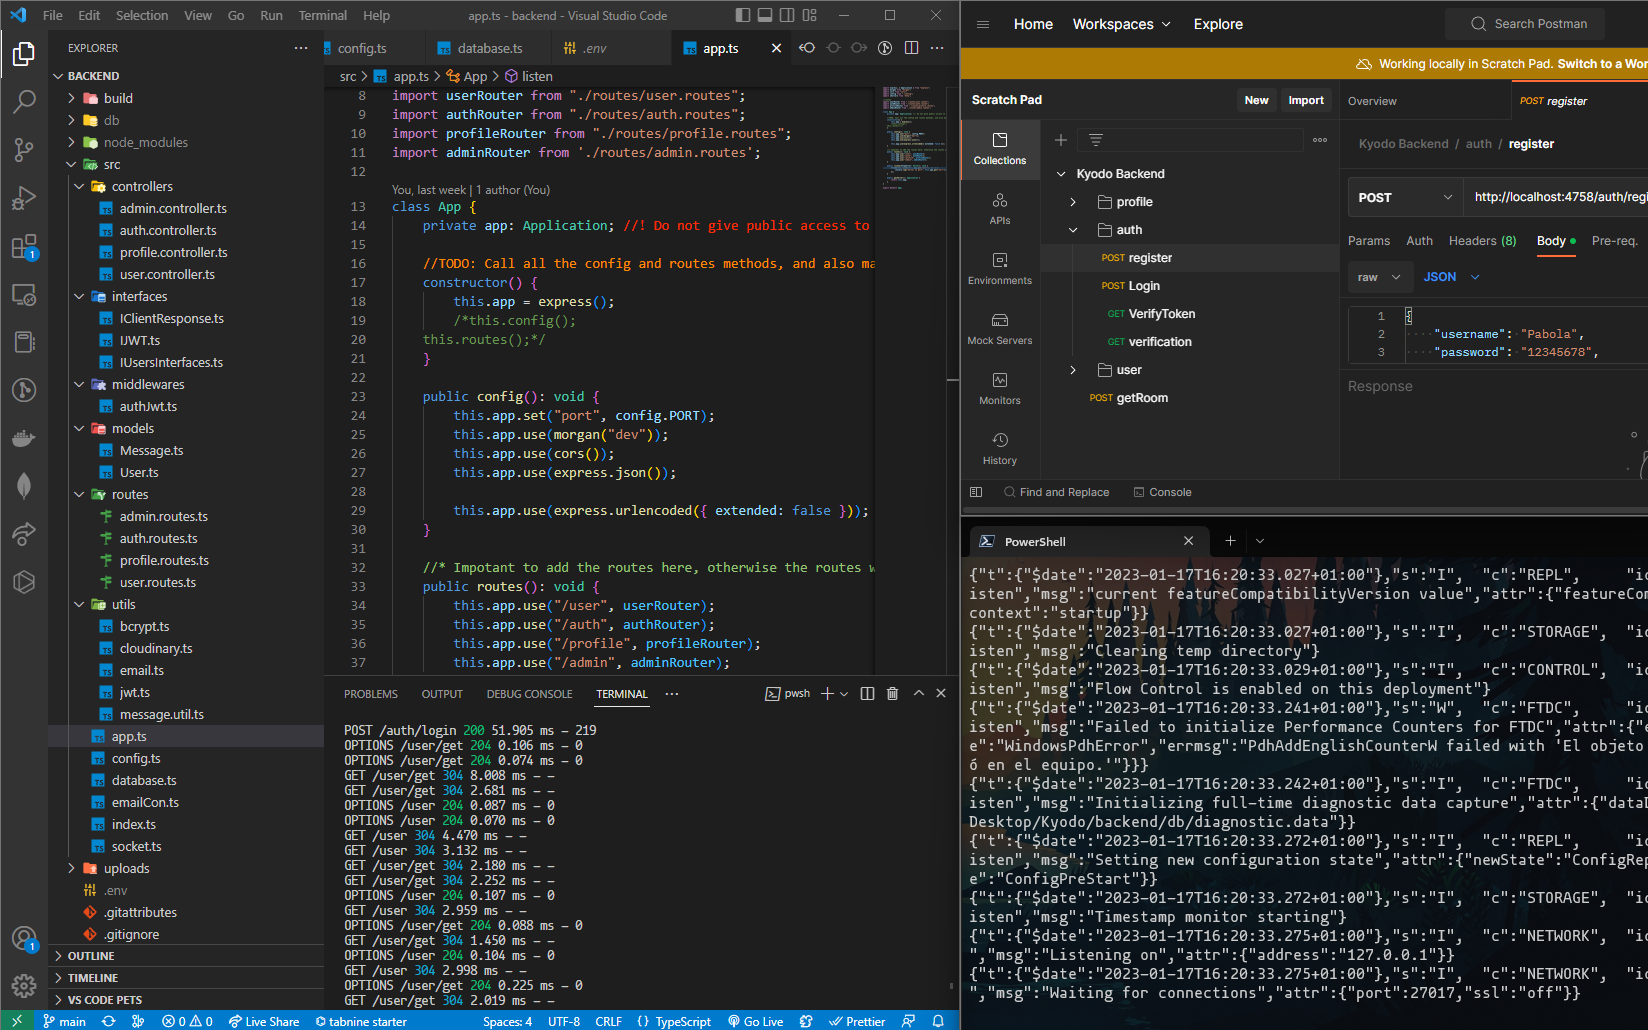 File Edit Selection View Go Run Terminal Help
app.ts - backend - Visual Studio Code
EXPLORER
BACKEND
build
db
node_modules
src
controllers
admin.controller.ts
auth.controller.ts
profile.controller.ts
user.controller.ts
interfaces
IClientResponse.ts
IJWT.ts
IUsersInterfaces.ts
middlewares
authJwt.ts
models
Message.ts
User.ts
routes
admin.routes.ts
auth.routes.ts
profile.routes.ts
user.routes.ts
utils
bcrypt.ts
cloudinary.ts
email.ts
jwt.ts
message.util.ts
app.ts
config.ts
database.ts
emailCon.ts
index.ts
socket.ts
uploads
.env
.gitattributes
.gitignore
OUTLINE
TIMELINE
VS CODE PETS
1
1
config.ts database.ts .env app.ts
src > app.ts > App > listen
8 import userRouter from "./routes/user.routes";
9 import authRouter from "./routes/auth.routes";
10 import profileRouter from "./routes/profile.routes";
11 import adminRouter from './routes/admin.routes';
12
You, last week | 1 author (You)
13 class App {
14 private app: Application; //! Do not give public access to
15
16 //TODO: Call all the config and routes methods, and also ma
17 constructor() {
18 this.app = express();
19 /*this.config();
20 this.routes();*/
21 }
22
23 public config(): void {
24 this.app.set("port", config.PORT);
25 this.app.use(morgan("dev"));
26 this.app.use(cors());
27 this.app.use(express.json());
28
29 this.app.use(express.urlencoded({ extended: false }));
30 }
31
32 //* Impotant to add the routes here, otherwise the routes w
33 public routes(): void {
34 this.app.use("/user", userRouter);
35 this.app.use("/auth", authRouter);
36 this.app.use("/profile", profileRouter);
37 this.app.use("/admin", adminRouter);
PROBLEMS OUTPUT DEBUG CONSOLE TERMINAL ··· pwsh
POST /auth/login 200 51.905 ms - 219
OPTIONS /user/get 204 0.106 ms - 0
OPTIONS /user/get 204 0.074 ms - 0
GET /user/get 304 8.008 ms - -
GET /user/get 304 2.681 ms - -
OPTIONS /user 204 0.087 ms - 0
OPTIONS /user 204 0.070 ms - 0
GET /user 304 4.470 ms - -
GET /user 304 3.132 ms - -
GET /user/get 304 2.180 ms - -
GET /user/get 304 2.252 ms - -
OPTIONS /user 204 0.107 ms - 0
GET /user 304 2.959 ms - -
OPTIONS /user/get 204 0.088 ms - 0
GET /user/get 304 1.450 ms - -
OPTIONS /user 204 0.104 ms - 0
GET /user 304 2.998 ms - -
OPTIONS /user/get 204 0.225 ms - 0
GET /user/get 304 2.019 ms - -
main 0 0 Live Share tabnine starter Spaces: 4 UTF-8 CRLF {} TypeScript Go Live Prettier
Home Workspaces Explore Search Postman
Working locally in Scratch Pad. Switch to a Wor
Scratch Pad New Import Overview POST register
Collections
APIs
Environments
Mock Servers
Monitors
History
Kyodo Backend
profile
auth
POST register
POST Login
GET VerifyToken
GET verification
user
POST getRoom
Kyodo Backend / auth / register
POST http://localhost:4758/auth/regi
Params Auth Headers (8) Body Pre-req.
raw JSON
1 {
2 "username": "Pabola",
3 "password": "12345678",
Response
Find and Replace Console
PowerShell
{"t":{"$date":"2023-01-17T16:20:33.027+01:00"},"s":"I", "c":"REPL", "ic
isten","msg":"current featureCompatibilityVersion value","attr":{"featureCom
context":"startup"}}
{"t":{"$date":"2023-01-17T16:20:33.027+01:00"},"s":"I", "c":"STORAGE", "ic
isten","msg":"Clearing temp directory"}
{"t":{"$date":"2023-01-17T16:20:33.029+01:00"},"s":"I", "c":"CONTROL", "ic
isten","msg":"Flow Control is enabled on this deployment"}
{"t":{"$date":"2023-01-17T16:20:33.241+01:00"},"s":"W", "c":"FTDC", "ic
isten","msg":"Failed to initialize Performance Counters for FTDC","attr":{"e
e":"WindowsPdhError","errmsg":"PdhAddEnglishCounterW failed with 'El objeto
ó en el equipo.'"}}}
{"t":{"$date":"2023-01-17T16:20:33.242+01:00"},"s":"I", "c":"FTDC", "ic
isten","msg":"Initializing full-time diagnostic data capture","attr":{"dataD
Desktop/Kyodo/backend/db/diagnostic.data"}}
{"t":{"$date":"2023-01-17T16:20:33.272+01:00"},"s":"I", "c":"REPL", "ic
isten","msg":"Setting new configuration state","attr":{"newState":"ConfigRep
e":"ConfigPreStart"}}
{"t":{"$date":"2023-01-17T16:20:33.272+01:00"},"s":"I", "c":"STORAGE", "ic
isten","msg":"Timestamp monitor starting"}
{"t":{"$date":"2023-01-17T16:20:33.275+01:00"},"s":"I", "c":"NETWORK", "ic
","msg":"Listening on","attr":{"address":"127.0.0.1"}}
{"t":{"$date":"2023-01-17T16:20:33.275+01:00"},"s":"I", "c":"NETWORK", "ic
","msg":"Waiting for connections","attr":{"port":27017,"ssl":"off"}}